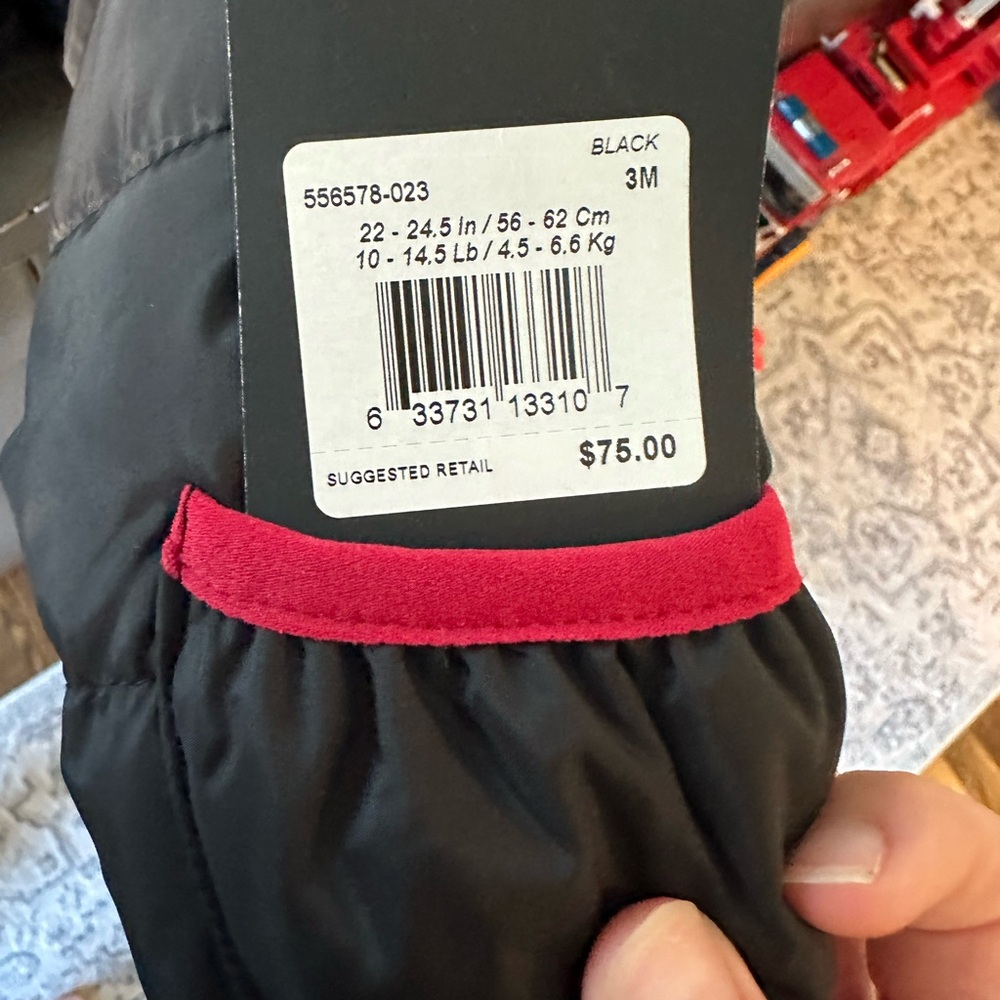 BLACK
556578-023 3M
22 - 24.5 In / 56 - 62 Cm
10 - 14.5 Lb / 4.5 - 6.6 Kg
6 33731 13310 7
SUGGESTED RETAIL $75.00